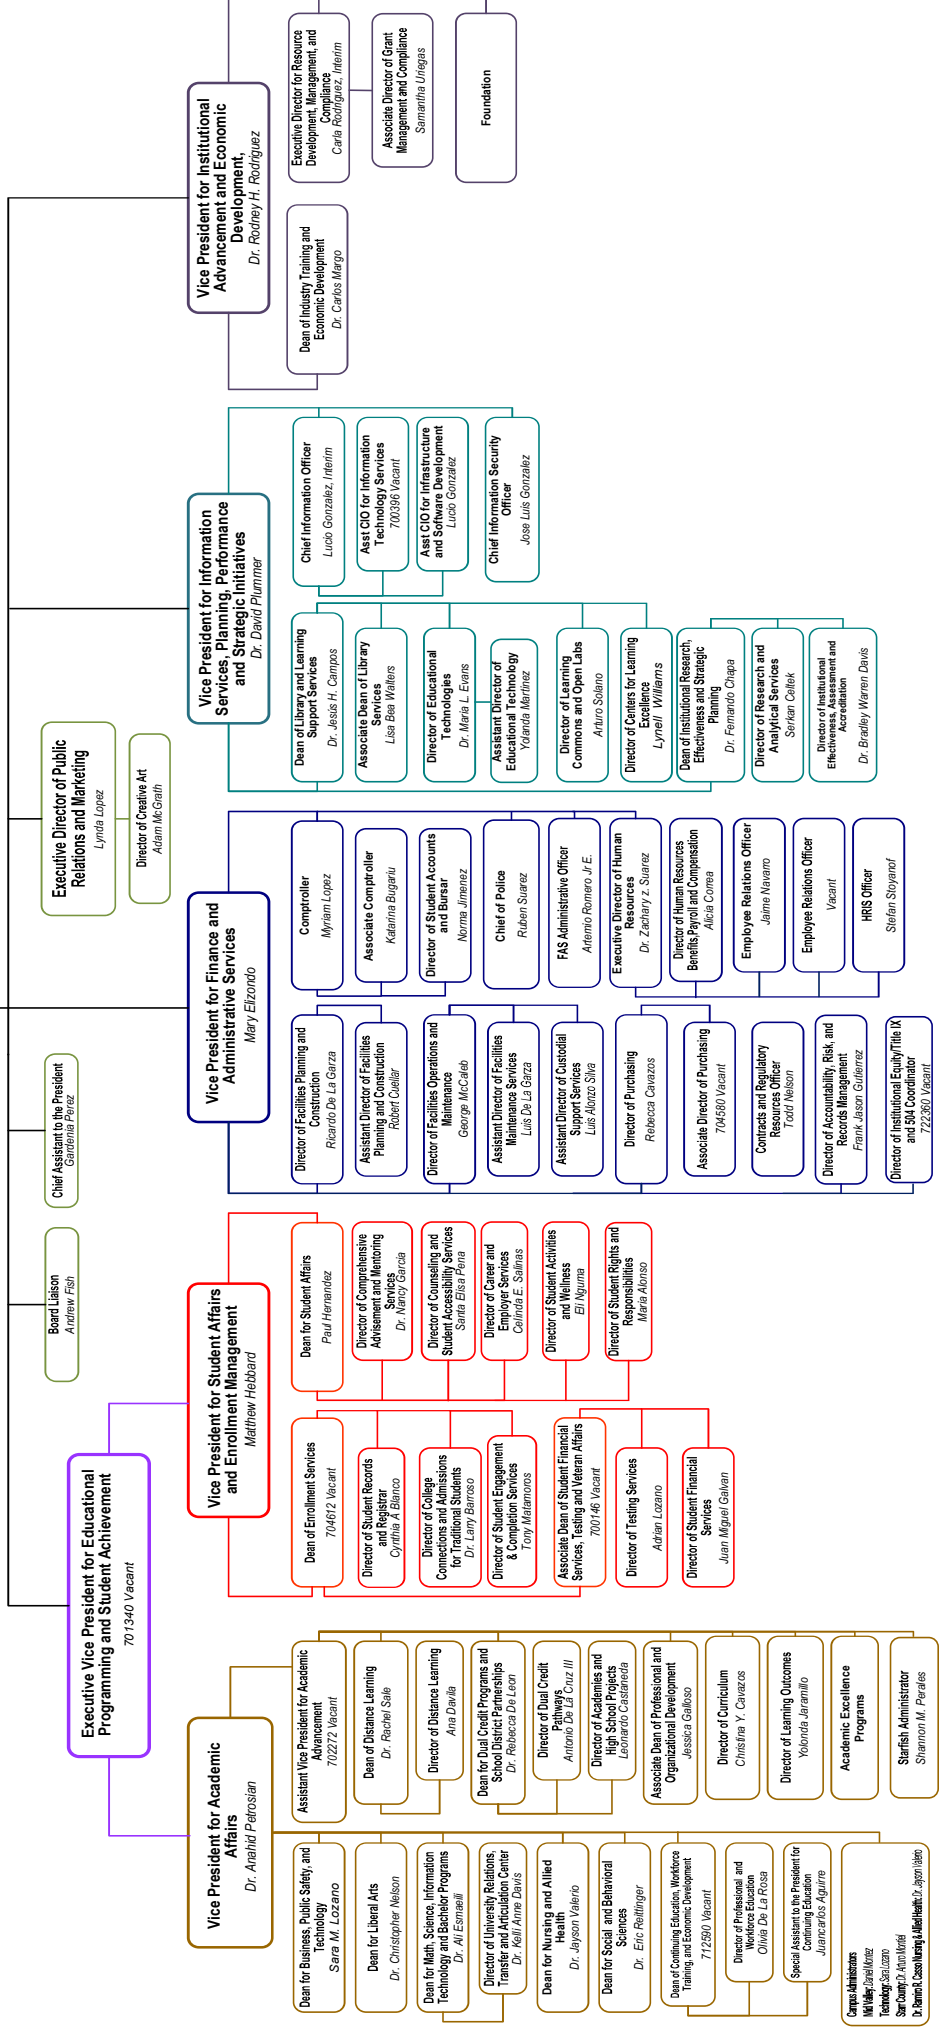 Executive Vice President for Educational
Programing and Student Achievement
701340 Vacant
Board Liaison
Andrew Fish
Chief Assistant to the President
Gardenia Perez
Executive Director of Public
Relations and Marketing
Lynda Lopez
Director of Creative Art
Adam McGrath
Vice President for Academic
Affairs
Dr. Anahid Petrosian
Dean for Business, Public Safety, and
Technology
Sara M. Lozano
Dean for Liberal Arts
Dr. Christopher Nelson
Dean for Math, Science, Information
Technology and Bachelor Programs
Dr. Ali Esmaeili
Director of University Relations,
Transfer and Articulation Center
Dr. Kelli Anne Davis
Dean for Nursing and Allied
Health
Dr. Jayson Valerio
Dean for Social and Behavioral
Sciences
Dr. Eric Reittinger
Dean of Continuing Education, Workforce
Training, and Economic Development
712590 Vacant
Director of Professional and
Workforce Education
Olivia De La Rosa
Special Assistant to the President for
Continuing Education
Juancarlos Aguirre
Campus Administrators
Mid Valley: Daniel Montez
Technology: Sara Lozano
Starr County: Dr. Arturo Montiel
Dr. Ramiro R. Casso Nursing & Allied Health: Dr. Jayson Valerio
Assistant Vice President for Academic
Advancement
702272 Vacant
Dean of Distance Learning
Dr. Rachel Sale
Director of Distance Learning
Ana Davila
Dean for Dual Credit Programs and
School District Partnerships
Dr. Rebecca De Leon
Director of Dual Credit
Pathways
Antonio De La Cruz III
Director of Academies and
High School Projects
Leonardo Castaneda
Associate Dean of Professional and
Organizational Development
Jessica Galloso
Director of Curriculum
Christina Y. Cavazos
Director of Learning Outcomes
Yolonda Jaramillo
Academic Excellence
Programs
Starfish Administrator
Shannon M. Perales
Vice President for Student Affairs
and Enrollment Management
Matthew Hebbard
Dean of Enrollment Services
704612 Vacant
Director of Student Records
and Registrar
Cynthia A Blanco
Director of College
Connections and Admissions
for Traditional Students
Dr. Larry Barroso
Director of Student Engagement
& Completion Services
Tony Matamoros
Associate Dean of Student Financial
Services, Testing and Veteran Affairs
700146 Vacant
Director of Testing Services
Adrian Lozano
Director of Student Financial
Services
Juan Miguel Galvan
Dean for Student Affairs
Paul Hernandez
Director of Comprehensive
Advisement and Mentoring
Services
Dr. Nancy Garcia
Director of Counseling and
Student Accessibility Services
Santa Elisa Pena
Director of Career and
Employer Services
Celinda E. Salinas
Director of Student Activities
and Wellness
Eli Nguma
Director of Student Rights and
Responsibilities
Maria Alonso
Vice President for Finance and
Administrative Services
Mary Elizondo
Director of Facilities Planning and
Construction
Ricardo De La Garza
Assistant Director of Facilities
Planning and Construction
Robert Cuellar
Director of Facilities Operations and
Maintenance
George McCaleb
Assistant Director of Facilities
Maintenance Services
Luis De La Garza
Assistant Director of Custodial
Support Services
Luis Alonzo Silva
Director of Purchasing
Rebecca Cavazos
Associate Director of Purchasing
704580 Vacant
Contracts and Regulatory
Resources Officer
Todd Nelson
Director of Accountability, Risk, and
Records Management
Frank Jason Gutierrez
Director of Institutional Equity/Title IX
and 504 Coordinator
722360 Vacant
Comptroller
Myriam Lopez
Associate Comptroller
Katarina Bugariu
Director of Student Accounts
and Bursar
Norma Jimenez
Chief of Police
Ruben Suarez
FAS Administrative Officer
Artemio Romero Jr E.
Executive Director of Human
Resources
Dr. Zachary z. Suarez
Director of Human Resources
Benefits,Payroll and Compensation
Alicia Correa
Employee Relations Officer
Jaime Navarro
Employee Relations Officer
Vacant
HRIS Officer
Stefan Stoyanof
Vice President for Information
Services, Planning, Performance
and Strategic Initiatives
Dr. David Plummer
Dean of Library and Learning
Support Services
Dr. Jesús H. Campos
Associate Dean of Library
Services
Lisa Bea Walters
Director of Educational
Technologies
Dr. Maria L. Evans
Assistant Director of
Educational Technology
Yolanda Martinez
Director of Learning
Commons and Open Labs
Arturo Solano
Director of Centers for Learning
Excellence
Lynell Williams
Dean of Institutional Research,
Effectiveness and Strategic
Planning
Dr. Fernando Chapa
Director of Research and
Analytical Services
Serkan Celtek
Director of Institutional
Effectiveness, Assessment and
Accreditation
Dr. Bradley Warren Davis
Chief Information Officer
Lucio Gonzalez, Interim
Asst CIO for Information
Technology Services
700396 Vacant
Asst CIO for Infrastructure
and Software Development
Lucio Gonzalez
Chief Information Security
Officer
Jose Luis Gonzalez
Vice President for Institutional
Advancement and Economic
Development,
Dr. Rodney H. Rodriguez
Dean of Industry Training and
Economic Development
Dr. Carlos Margo
Executive Director for Resource
Development, Management, and
Compliance
Carla Rodriguez, Interim
Associate Director of Grant
Management and Compliance
Samantha Uriegas
Foundation